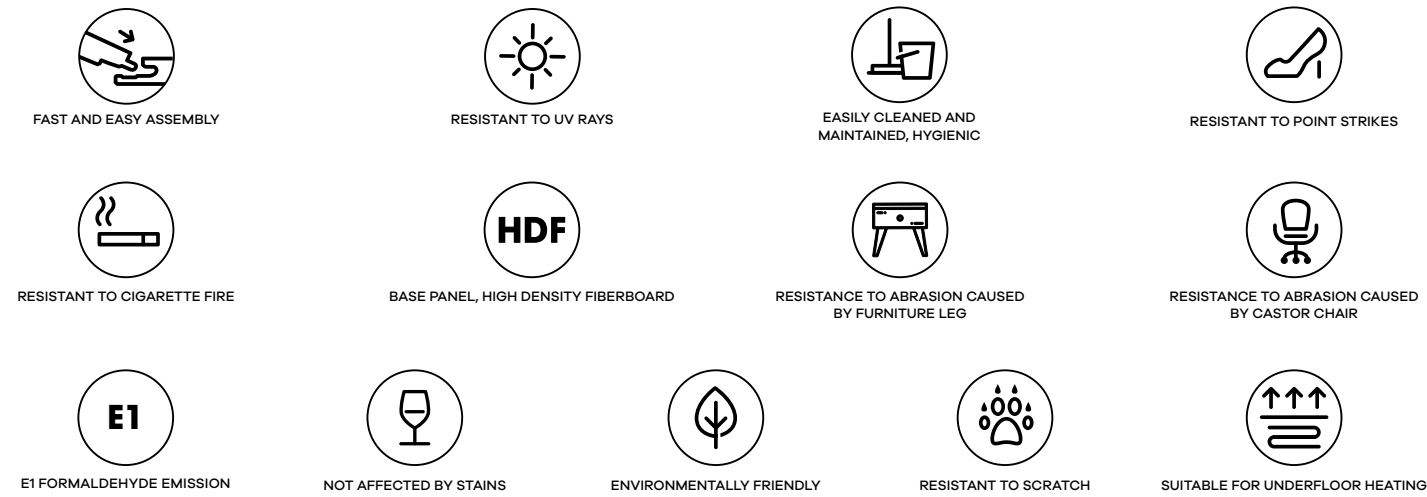 FAST AND EASY ASSEMBLY
RESISTANT TO UV RAYS
EASILY CLEANED AND
MAINTAINED, HYGIENIC
RESISTANT TO POINT STRIKES
RESISTANT TO CIGARETTE FIRE
HDF
BASE PANEL, HIGH DENSITY FIBERBOARD
RESISTANCE TO ABRASION CAUSED
BY FURNITURE LEG
RESISTANCE TO ABRASION CAUSED
BY CASTOR CHAIR
E1
E1 FORMALDEHYDE EMISSION
NOT AFFECTED BY STAINS
ENVIRONMENTALLY FRIENDLY
RESISTANT TO SCRATCH
SUITABLE FOR UNDERFLOOR HEATING